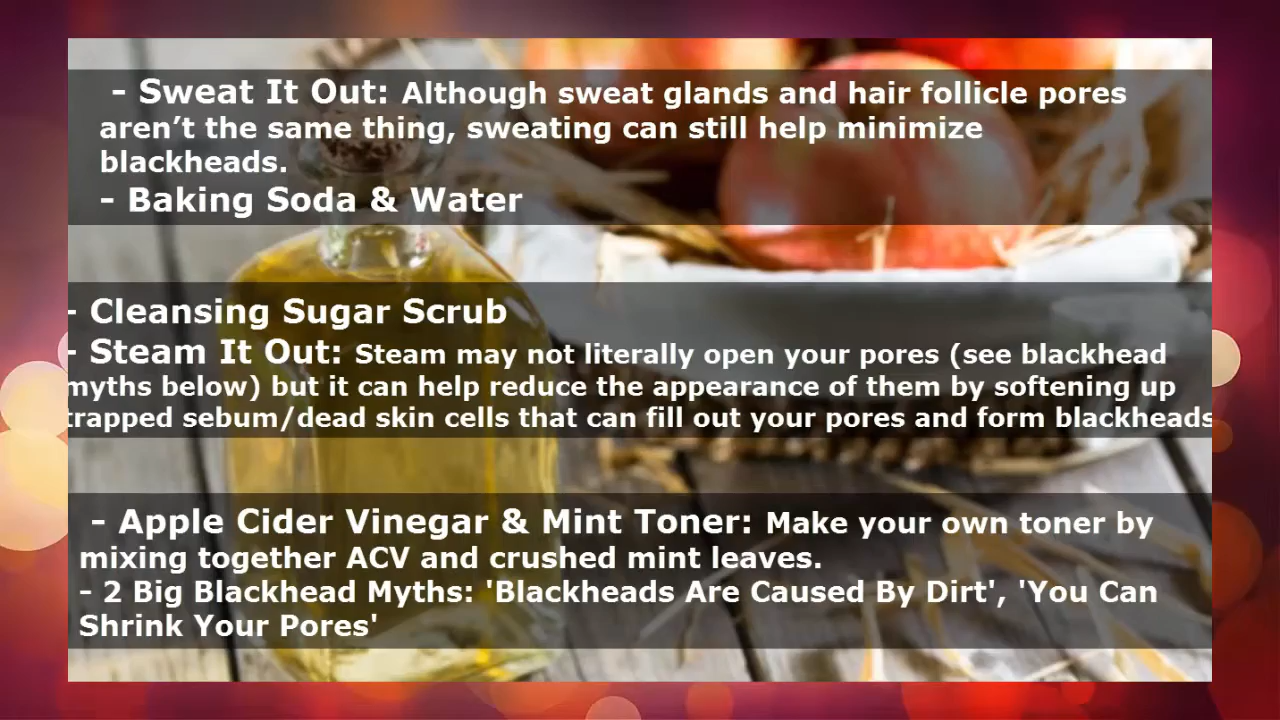 - Sweat It Out: Although sweat glands and hair follicle pores
aren’t the same thing, sweating can still help minimize
blackheads.
- Baking Soda & Water
- Cleansing Sugar Scrub
- Steam It Out: Steam may not literally open your pores (see blackhead
myths below) but it can help reduce the appearance of them by softening up
trapped sebum/dead skin cells that can fill out your pores and form blackheads
- Apple Cider Vinegar & Mint Toner: Make your own toner by
mixing together ACV and crushed mint leaves.
- 2 Big Blackhead Myths: 'Blackheads Are Caused By Dirt', 'You Can
Shrink Your Pores'